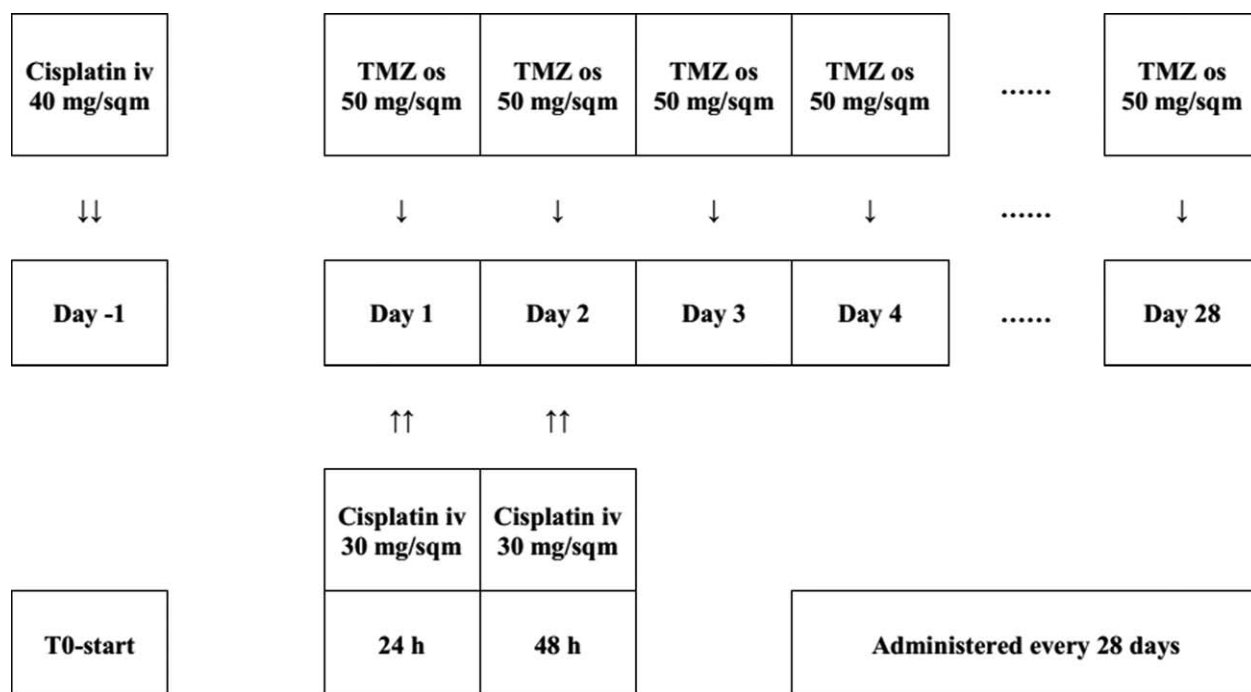 Cisplatin iv
40 mg/sqm
TMZ os
50 mg/sqm
TMZ os
50 mg/sqm
TMZ os
50 mg/sqm
TMZ os
50 mg/sqm
......
TMZ os
50 mg/sqm
↓↓
↓
↓
↓
↓
......
↓
Day -1
Day 1
Day 2
Day 3
Day 4
......
Day 28
↑↑
↑↑
Cisplatin iv
30 mg/sqm
Cisplatin iv
30 mg/sqm
T0-start
24 h
48 h
Administered every 28 days